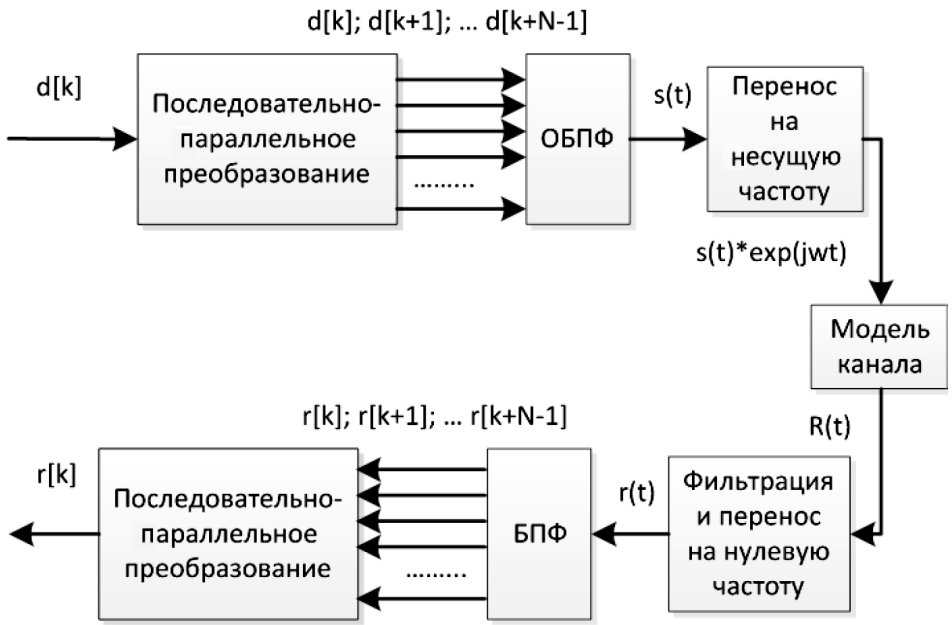 d[k]; d[k+1]; ... d[k+N-1]
d[k]
Последовательно-
параллельное
преобразование
.........
ОБПФ
s(t)
Перенос
на
несущую
частоту
s(t)*exp(jwt)
Модель
канала
R(t)
r[k]; r[k+1]; ... r[k+N-1]
r[k]
Последовательно-
параллельное
преобразование
.........
БПФ
r(t)
Фильтрация
и перенос
на нулевую
частоту